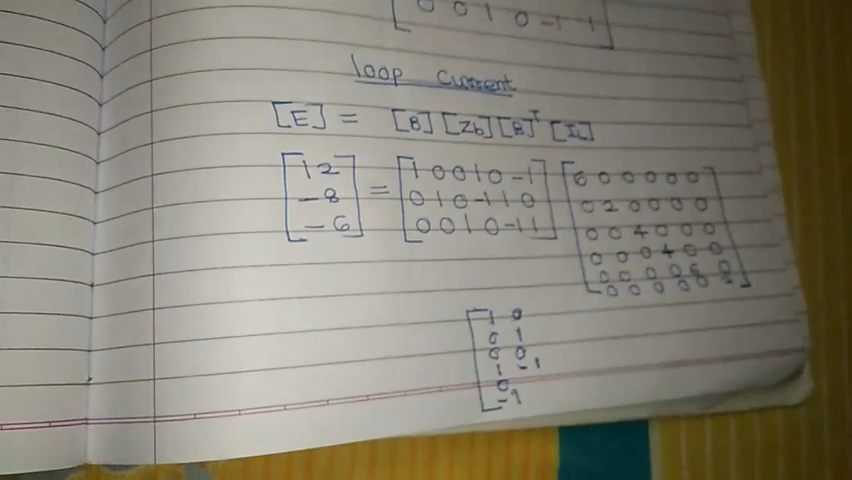 0 0 1 0 -1 1
loop current
[E] = [B] [Zb] [B]ᵀ [IL]
[12 -8 -6] = [1 0 0 1 0 -1
0 1 0 -1 1 0
0 0 1 0 -1 1] [6 0 0 0 0 0
0 2 0 0 0 0
0 0 4 0 0 0
0 0 0 4 0 0
0 0 0 0 6 0
0 0 0 0 0]
[1 0
0 1
0 0
1 -1
0
-1